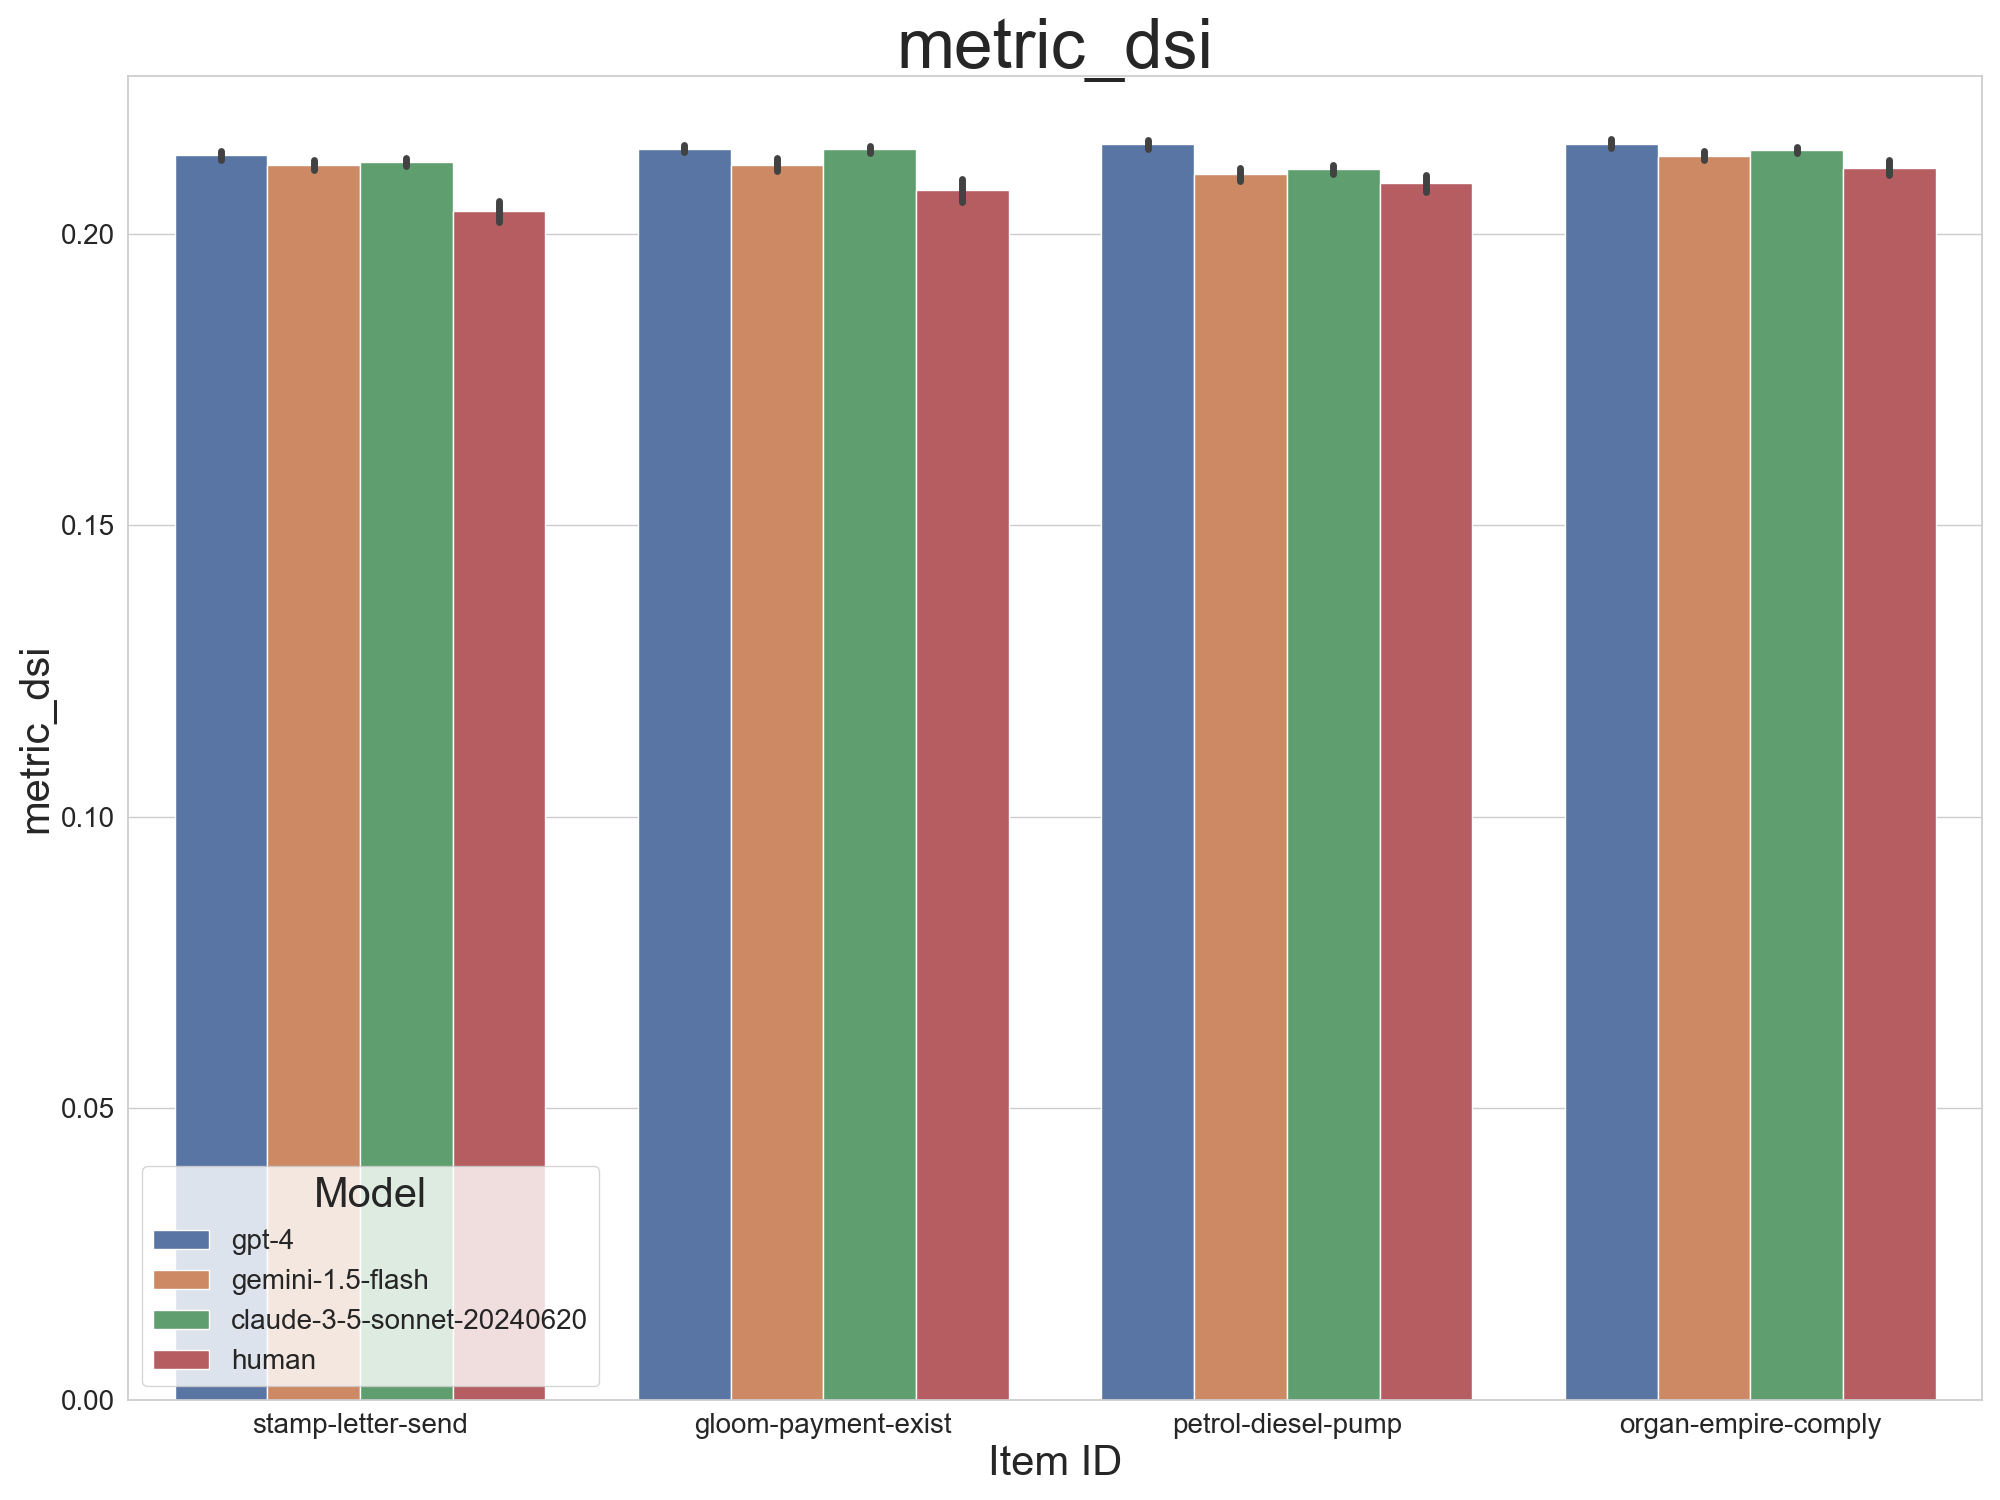 metric_dsi
metric_dsi
0.20
0.15
0.10
0.05
0.00
Model
gpt-4
gemini-1.5-flash
claude-3-5-sonnet-20240620
human
stamp-letter-send
gloom-payment-exist
petrol-diesel-pump
organ-empire-comply
Item ID